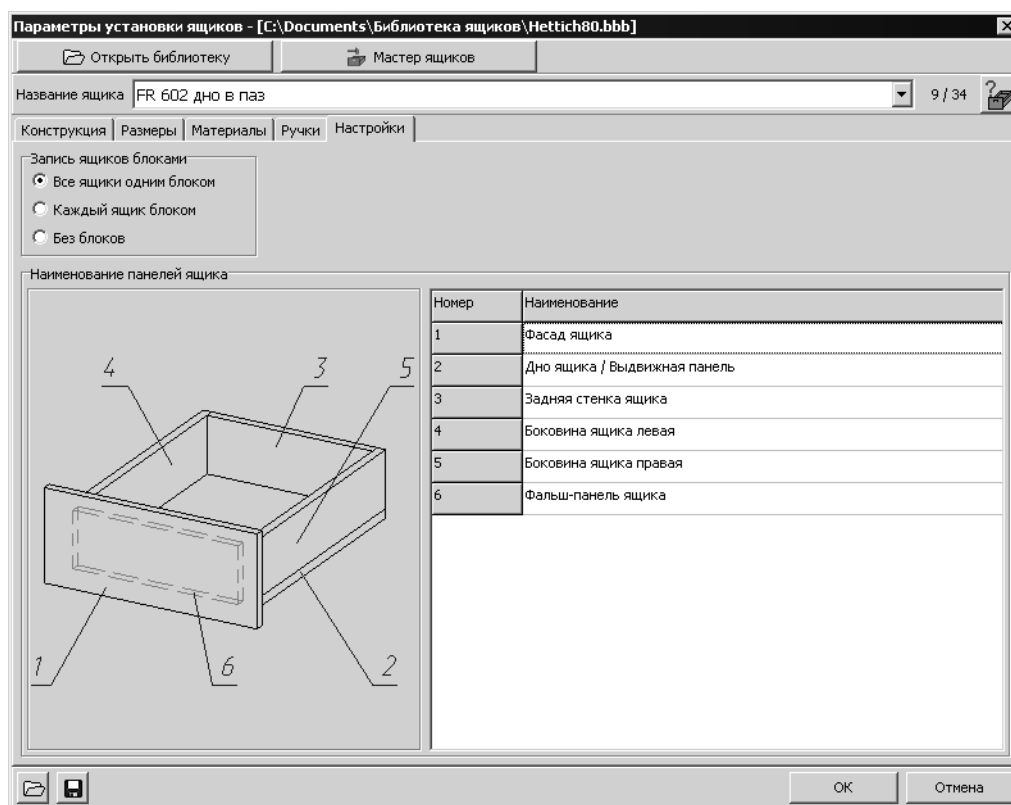 Параметры установки ящиков - [C:\Documents\Библиотека ящиков\Hettich80.bbb]
Открыть библиотеку Мастер ящиков
Название ящика FR 602 дно в паз 9 / 34
Конструкция Размеры Материалы Ручки Настройки
Запись ящиков блоками
Все ящики одним блоком
Каждый ящик блоком
Без блоков
Наименование панелей ящика
Номер Наименование
1 Фасад ящика
2 Дно ящика / Выдвижная панель
3 Задняя стенка ящика
4 Боковина ящика левая
5 Боковина ящика правая
6 Фальш-панель ящика
4 3 5
1 6 2
OK Отмена